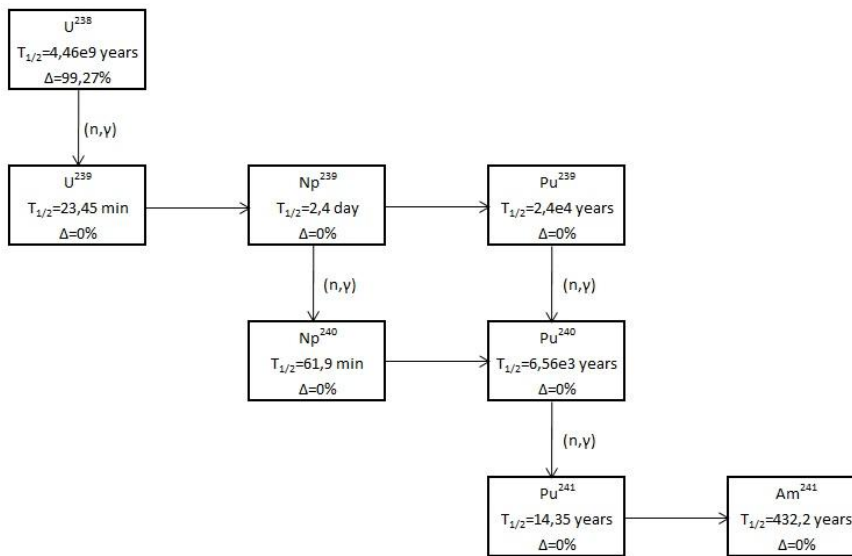 U²³⁸
T₁/₂=4,46e9 years
Δ=99,27%
(n,γ)
U²³⁹
T₁/₂=23,45 min
Δ=0%
Np²³⁹
T₁/₂=2,4 day
Δ=0%
Pu²³⁹
T₁/₂=2,4e4 years
Δ=0%
(n,γ)
(n,γ)
Np²⁴⁰
T₁/₂=61,9 min
Δ=0%
Pu²⁴⁰
T₁/₂=6,56e3 years
Δ=0%
(n,γ)
Pu²⁴¹
T₁/₂=14,35 years
Δ=0%
Am²⁴¹
T₁/₂=432,2 years
Δ=0%